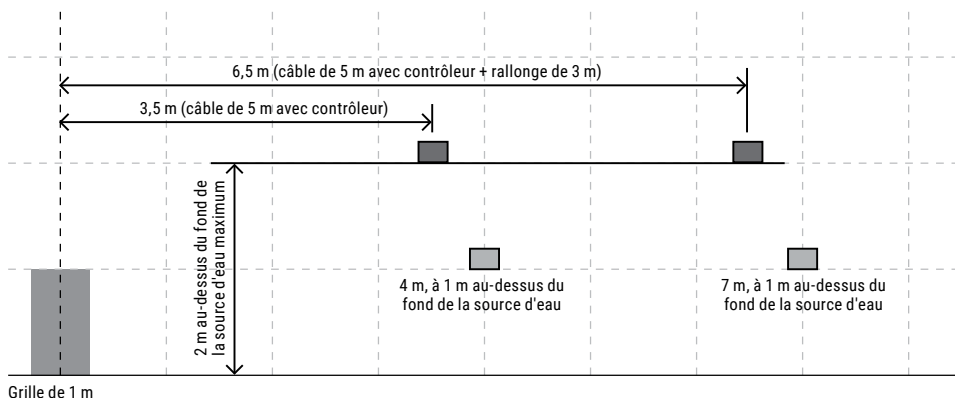 6,5 m (câble de 5 m avec contrôleur + rallonge de 3 m)
3,5 m (câble de 5 m avec contrôleur)
2 m au-dessus du fond de
la source d'eau maximum
4 m, à 1 m au-dessus du
fond de la source d'eau
7 m, à 1 m au-dessus du
fond de la source d'eau
Grille de 1 m